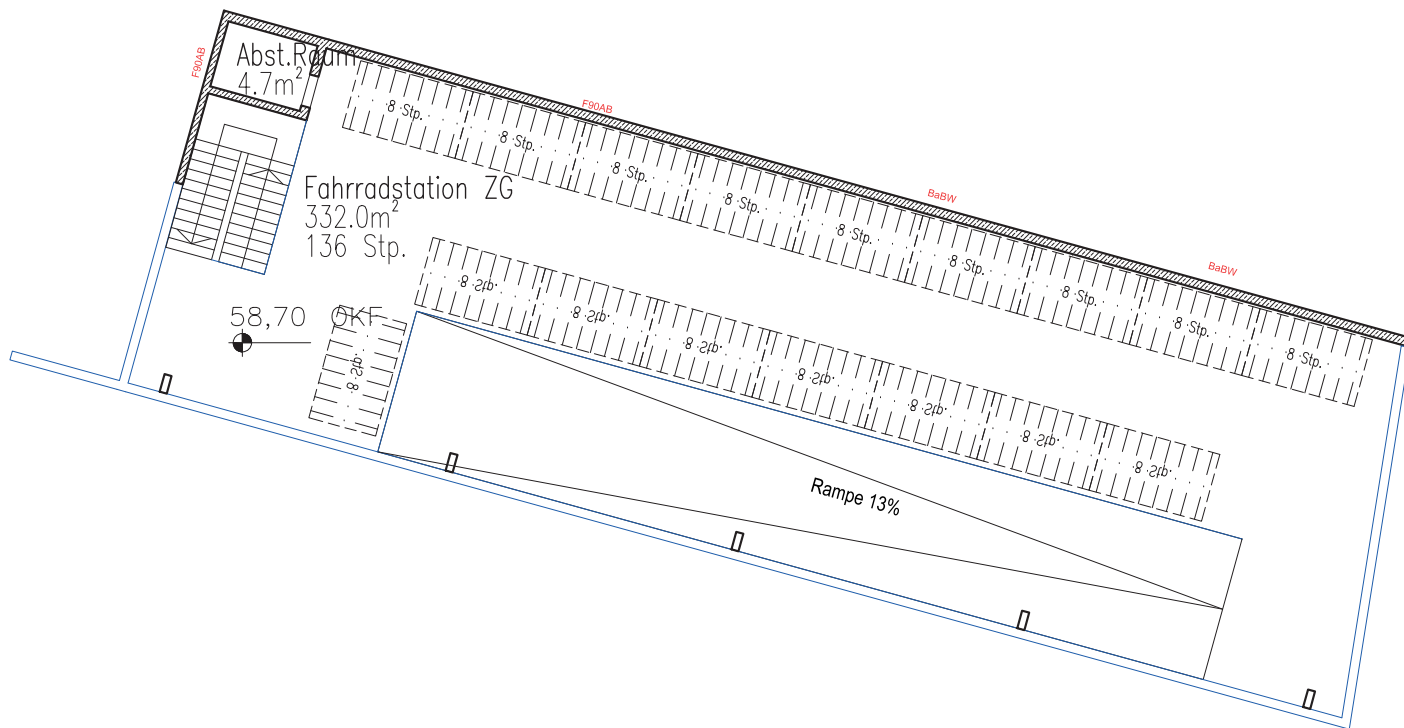 F90AB
Abst.Raum
4.7m²
F90AB
BaBW
BaBW
8 Stp.
8 Stp.
8 Stp.
8 Stp.
8 Stp.
8 Stp.
8 Stp.
8 Stp.
8 Stp.
Fahrradstation ZG
332.0m²
136 Stp.
8 Stp.
8 Stp.
8 Stp.
8 Stp.
8 Stp.
8 Stp.
8 Stp.
58,70 OKF
8 Stp.
Rampe 13%